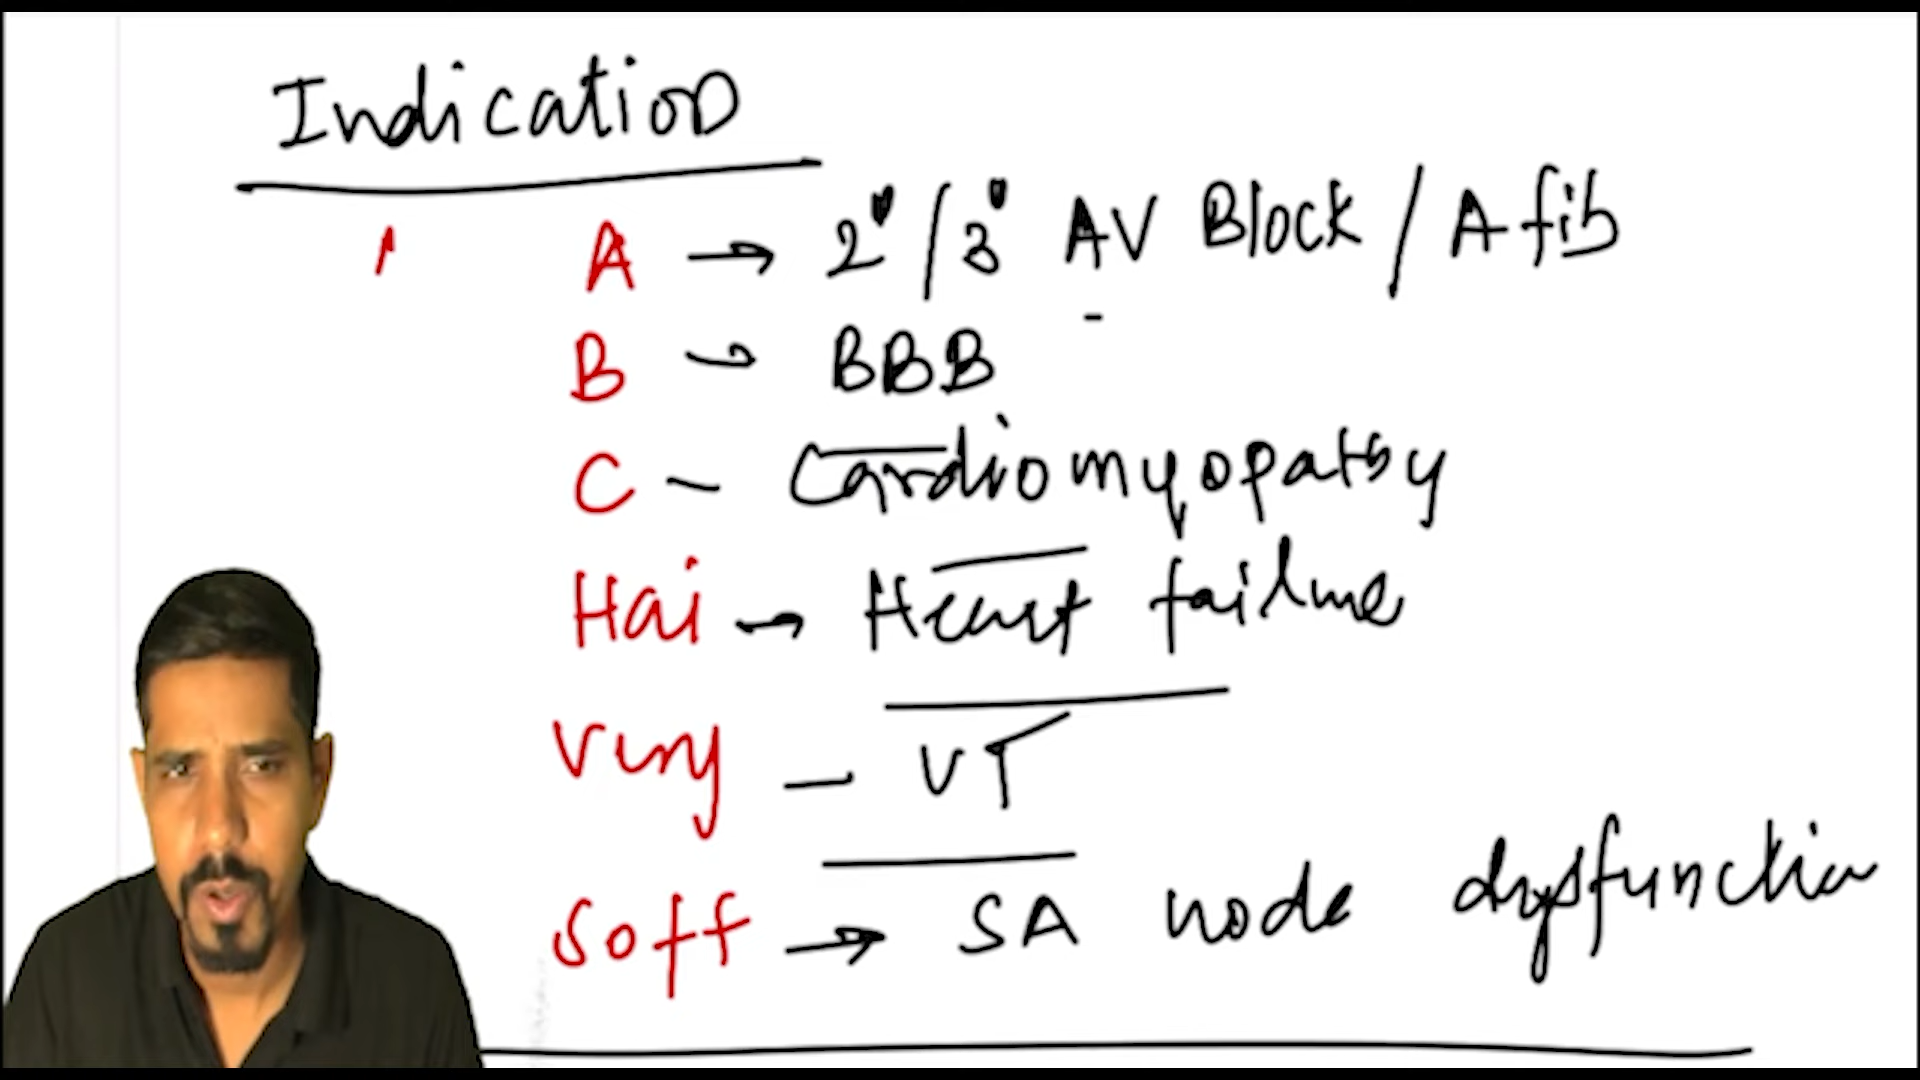 Indication
A → 2° / 3° AV Block / A fib
B → BBB
C - Cardiomyopathy
Hai → Heart failure
Very - VT
Soff → SA node dysfunction